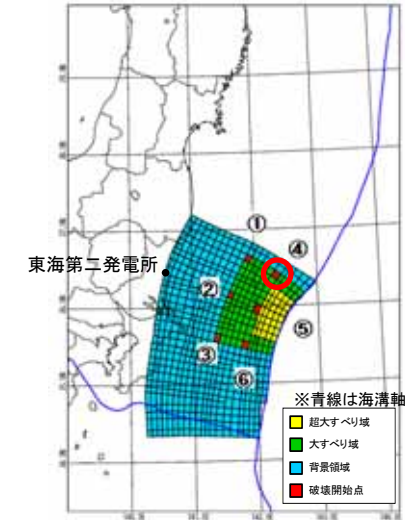 ①
④
東海第二発電所
②
⑤
③
⑥
※青線は海溝軸
超大すべり域
大すべり域
背景領域
破壊開始点